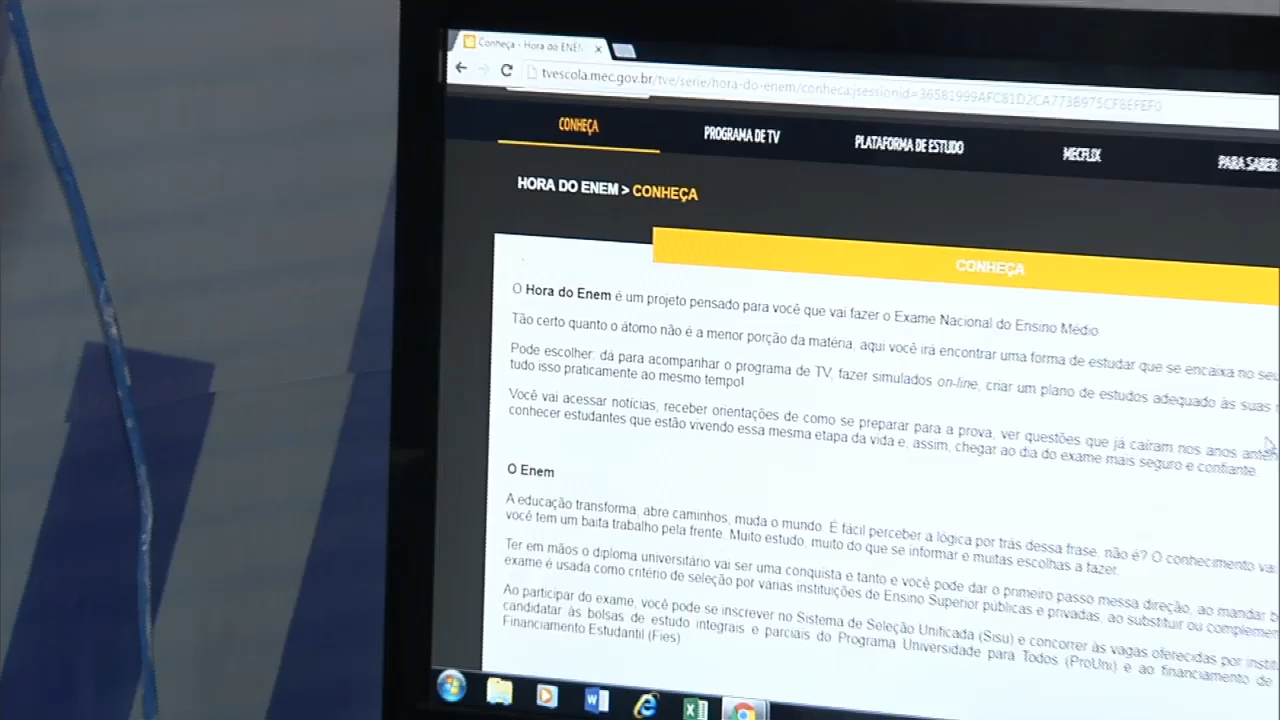 Conheça - Hora do ENEM
tvescola.mec.gov.br/tve/serie/hora-do-enem/conheca;jsessionid=36581999AFC81D2CA773B975CF8EFEF0
CONHEÇA PROGRAMA DE TV PLATAFORMA DE ESTUDO MECFLIX PARA SABER
HORA DO ENEM > CONHEÇA
CONHEÇA
O Hora do Enem é um projeto pensado para você que vai fazer o Exame Nacional do Ensino Médio
Tão certo quanto o átomo não é a menor porção da matéria, aqui você irá encontrar uma forma de estudar que se encaixa no seu
Pode escolher: dá para acompanhar o programa de TV, fazer simulados on-line, criar um plano de estudos adequado às suas
tudo isso praticamente ao mesmo tempo!
Você vai acessar notícias, receber orientações de como se preparar para a prova, ver questões que já caíram nos anos
conhecer estudantes que estão vivendo essa mesma etapa da vida e, assim, chegar ao dia do exame mais seguro e confiante.
O Enem
A educação transforma, abre caminhos, muda o mundo. É fácil perceber a lógica por trás dessa frase, não é? O conhecimento vai
você tem um baita trabalho pela frente. Muito estudo, muito do que se informar e muitas escolhas a fazer.
Ter em mãos o diploma universitário vai ser uma conquista e tanto e você pode dar o primeiro passo nessa direção, ao mandar
exame é usada como critério de seleção por várias instituições de Ensino Superior públicas e privadas, ao substituir ou
Ao participar do exame, você pode se inscrever no Sistema de Seleção Unificada (Sisu) e concorrer às vagas oferecidas por
candidatar às bolsas de estudo integrais e parciais do Programa Universidade para Todos (ProUni) e ao financiamento de
Financiamento Estudantil (Fies)